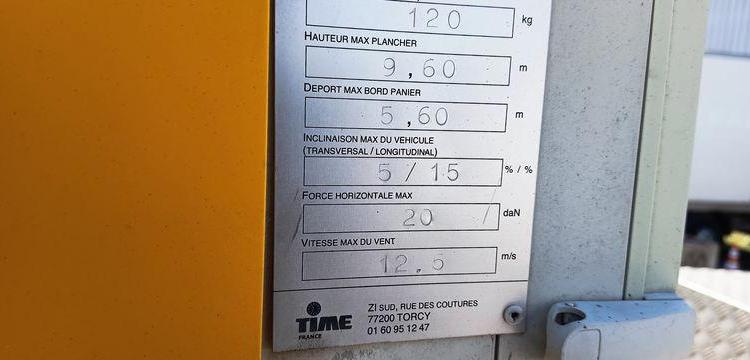 120 kg
HAUTEUR MAX PLANCHER
9,60 m
DEPORT MAX BORD PANIER
5,60 m
INCLINAISON MAX DU VEHICULE
(TRANSVERSAL / LONGITUDINAL)
5 / 15 % / %
FORCE HORIZONTALE MAX
20 daN
VITESSE MAX DU VENT
12.5 m/s
TIME
FRANCE
ZI SUD, RUE DES COUTURES
77200 TORCY
01 60 95 12 47